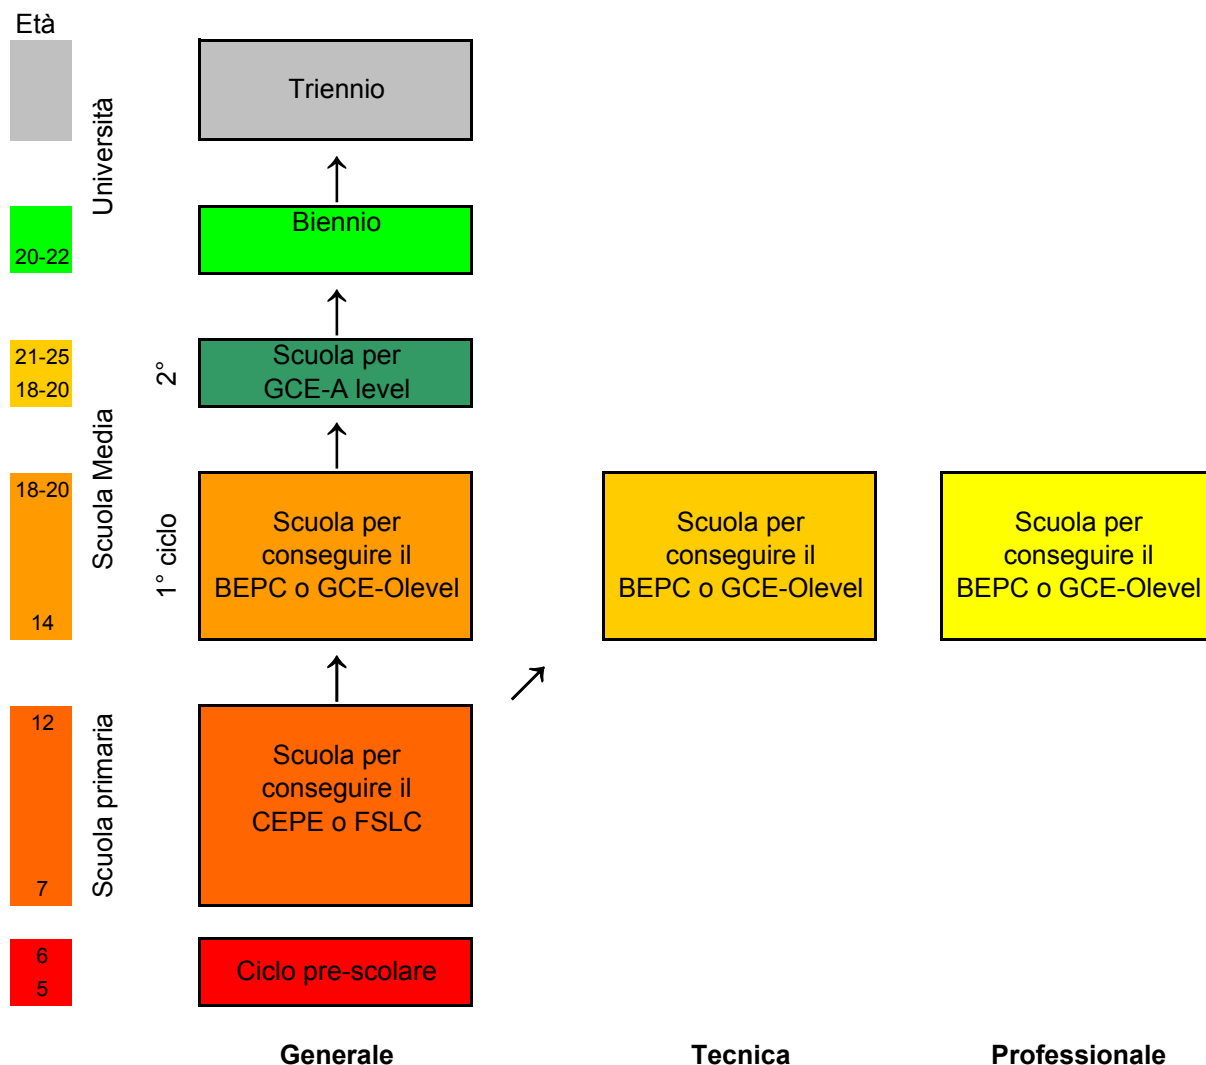 Età
Università
Triennio
Biennio
20-22
21-25
18-20
2°
Scuola per
GCE-A level
Scuola Media
18-20
14
1° ciclo
Scuola per
conseguire il
BEPC o GCE-Olevel
Scuola per
conseguire il
BEPC o GCE-Olevel
Scuola per
conseguire il
BEPC o GCE-Olevel
12
7
Scuola primaria
Scuola per
conseguire il
CEPE o FSLC
6
5
Ciclo pre-scolare
Generale
Tecnica
Professionale